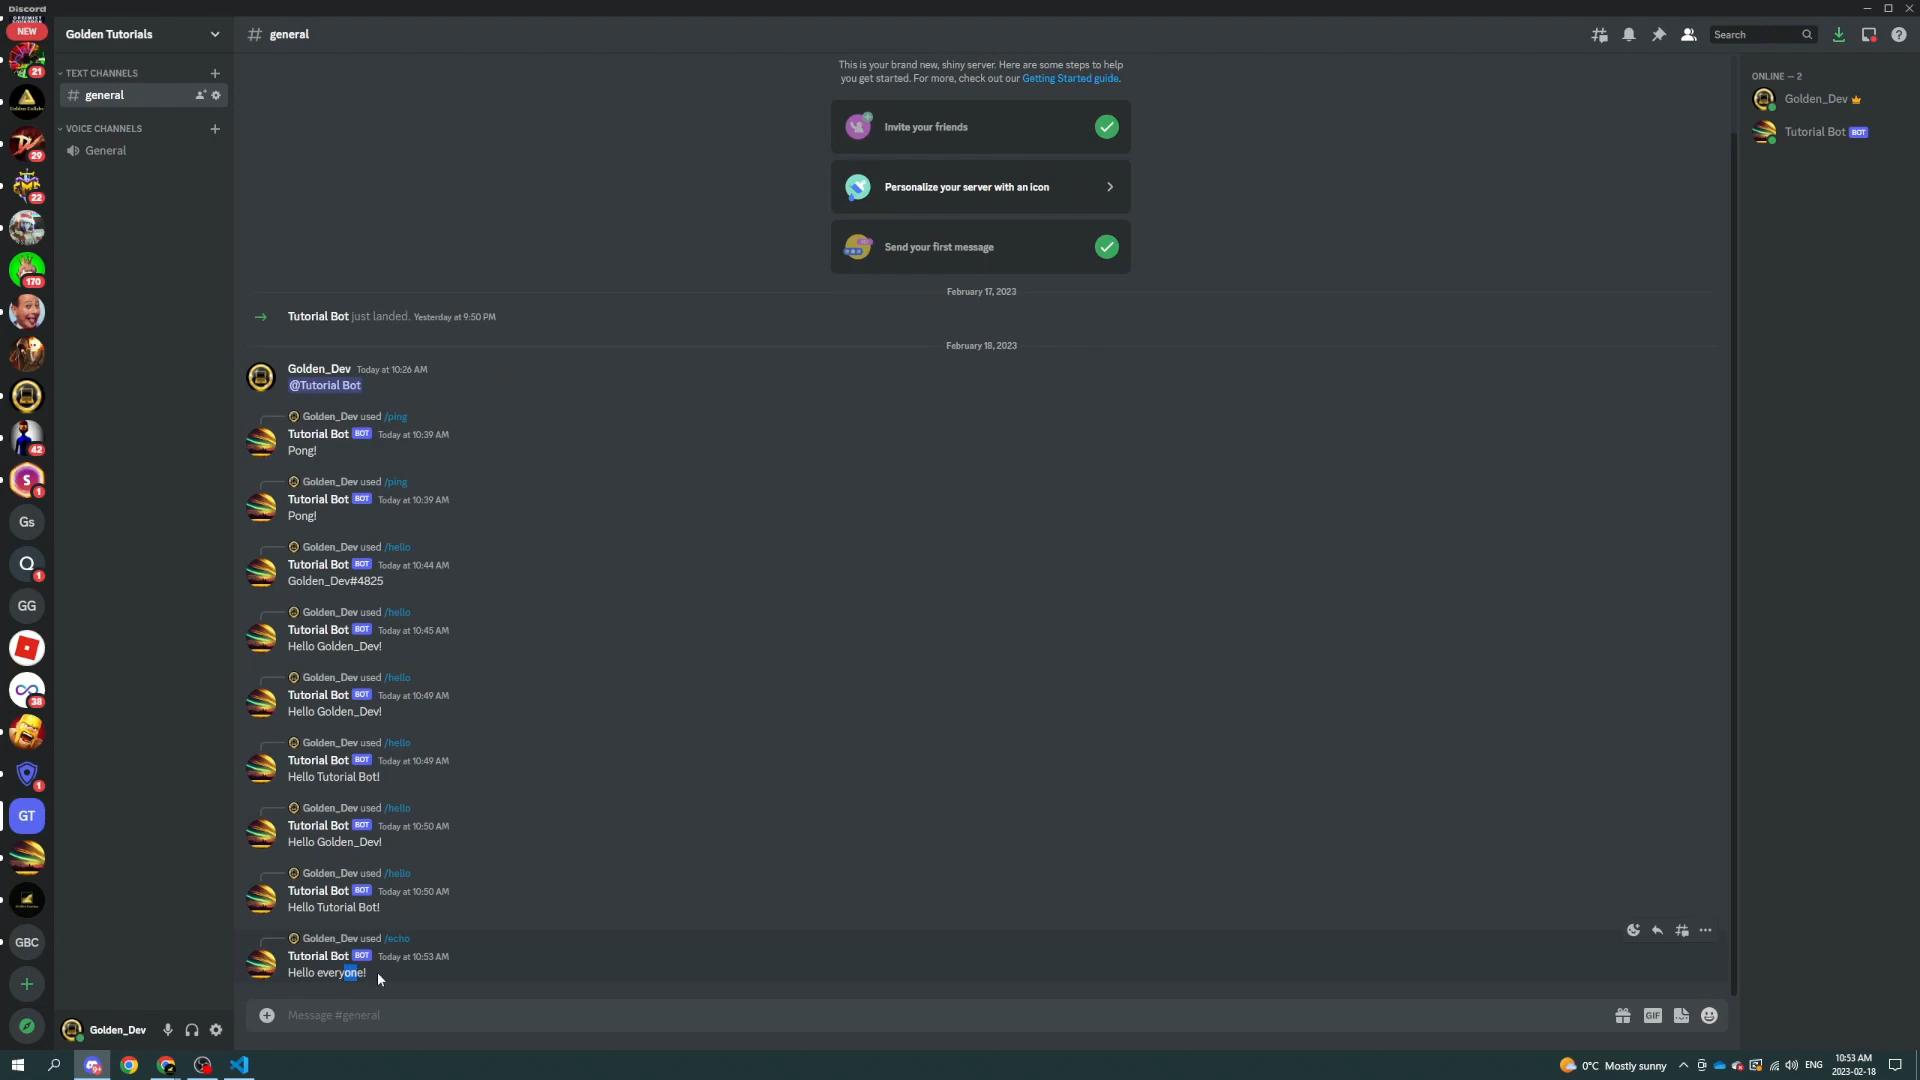 Discord
NEW
21
29
22
170
42
S
1
Gs
1
GG
38
1
GT
GBC
Golden Tutorials
TEXT CHANNELS
general
VOICE CHANNELS
General
Golden_Dev
general
Search
This is your brand new, shiny server. Here are some steps to help
you get started. For more, check out our Getting Started guide.
Invite your friends
Personalize your server with an icon
Send your first message
February 17, 2023
Tutorial Bot just landed. Yesterday at 9:50 PM
February 18, 2023
Golden_Dev Today at 10:26 AM
@Tutorial Bot
Golden_Dev used /ping
Tutorial Bot BOT Today at 10:39 AM
Pong!
Golden_Dev used /ping
Tutorial Bot BOT Today at 10:39 AM
Pong!
Golden_Dev used /hello
Tutorial Bot BOT Today at 10:44 AM
Golden_Dev#4825
Golden_Dev used /hello
Tutorial Bot BOT Today at 10:45 AM
Hello Golden_Dev!
Golden_Dev used /hello
Tutorial Bot BOT Today at 10:49 AM
Hello Golden_Dev!
Golden_Dev used /hello
Tutorial Bot BOT Today at 10:49 AM
Hello Tutorial Bot!
Golden_Dev used /hello
Tutorial Bot BOT Today at 10:50 AM
Hello Golden_Dev!
Golden_Dev used /hello
Tutorial Bot BOT Today at 10:50 AM
Hello Tutorial Bot!
Golden_Dev used /echo
Tutorial Bot BOT Today at 10:53 AM
Hello everyone!
Message #general
GIF
ONLINE — 2
Golden_Dev
Tutorial Bot BOT
0°C Mostly sunny
ENG
10:53 AM
2023-02-18